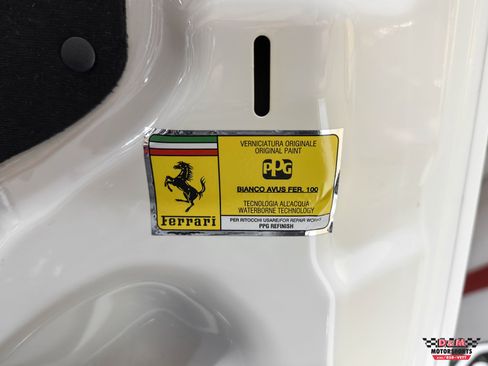 VERNICIATURA ORIGINALE
ORIGINAL PAINT
PPG
BIANCO AVUS FER. 100
TECNOLOGIA ALL'ACQUA
WATERBORNE TECHNOLOGY
Ferrari
PER RITOCCHI USARE/FOR REPAIR WORK
PPG REFINISH
D&M
MOTORSPORTS